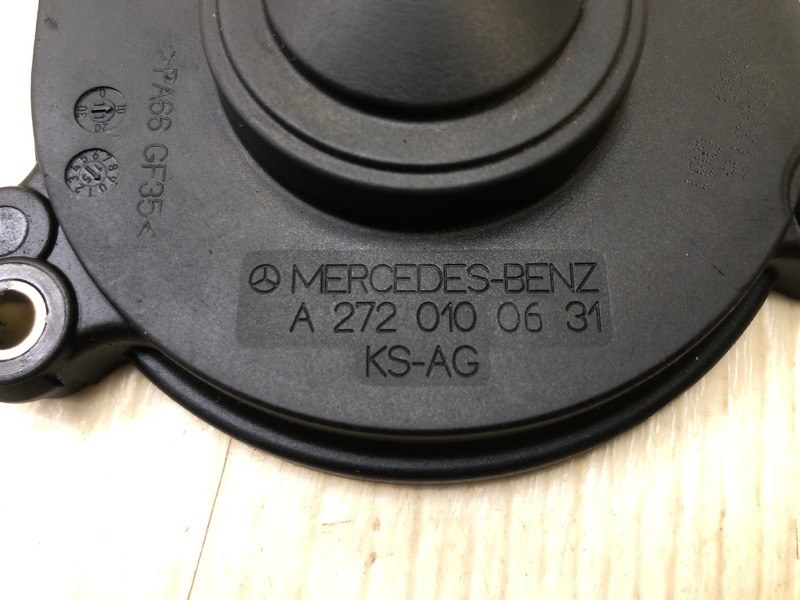 >PA66 GF35<
MERCEDES-BENZ
A 272 010 06 31
KS-AG